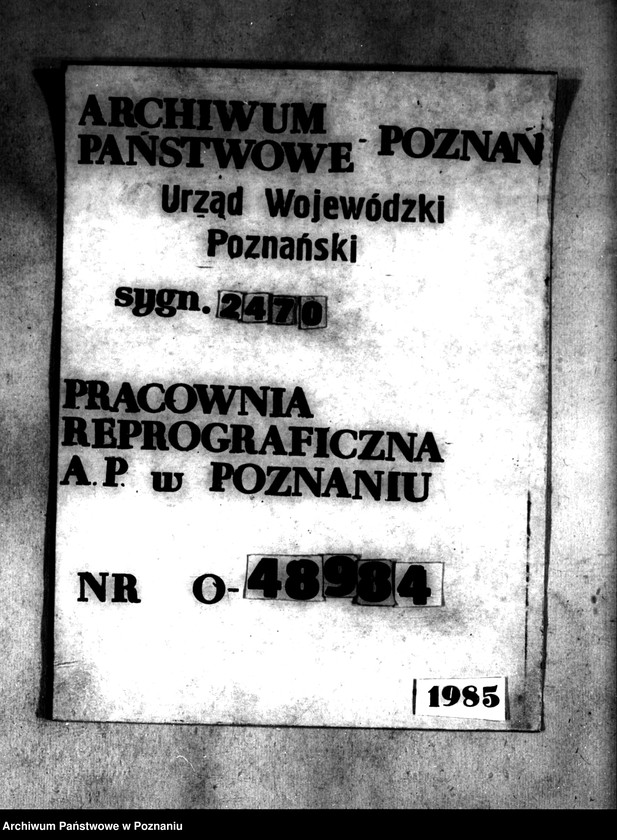 ARCHIWUM
PAŃSTWOWE - POZNAŃ
Urząd Wojewódzki
Poznański
sygn. 2470
PRACOWNIA
REPROGRAFICZNA
A.P. w POZNANIU
NR O-48984
1985
Archiwum Państwowe w Poznaniu